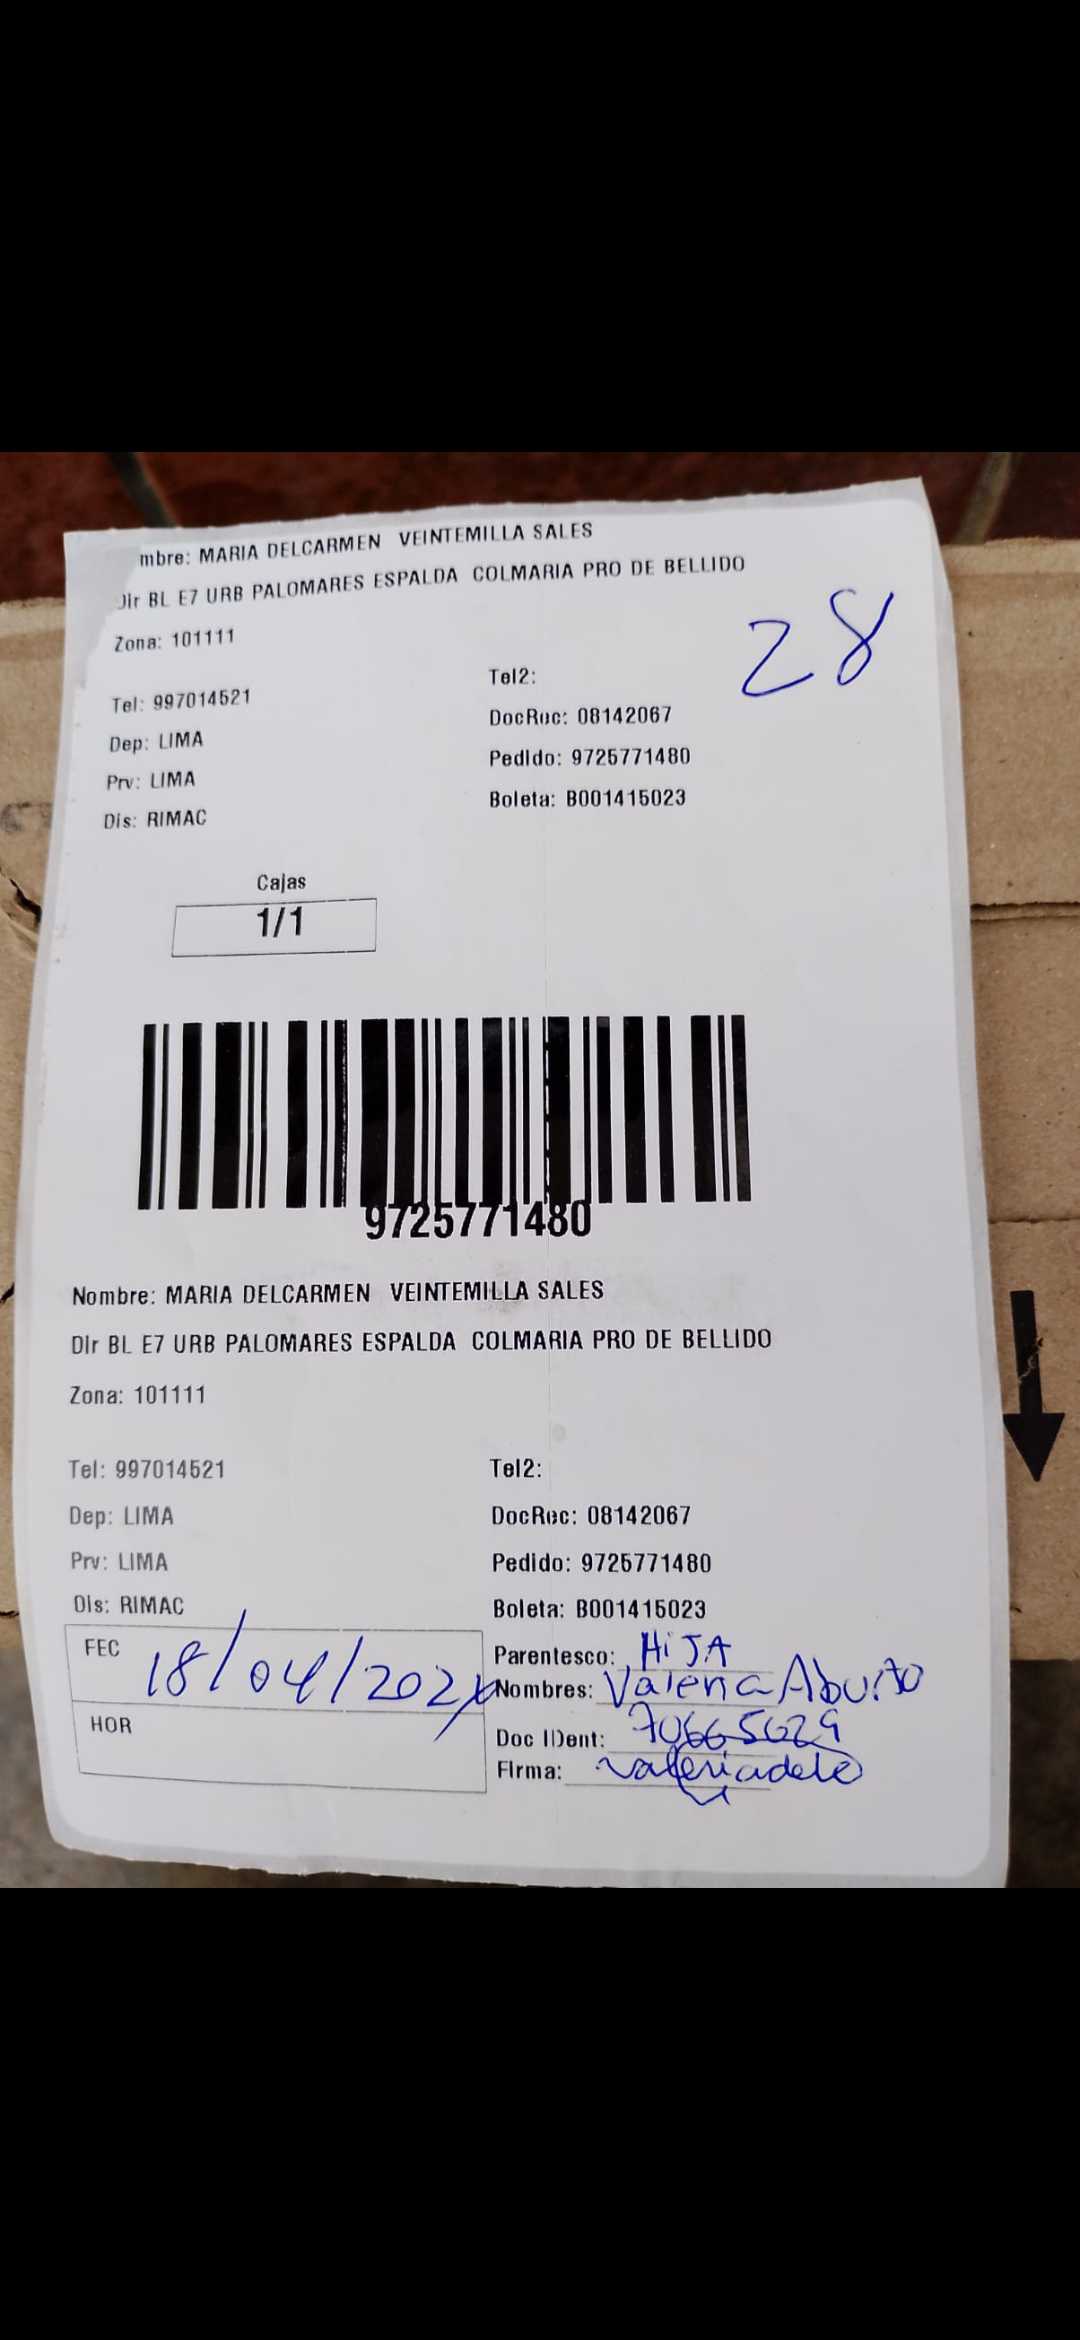 mbre: MARIA DELCARMEN VEINTEMILLA SALES
Dir BL E7 URB PALOMARES ESPALDA COLMARIA PRO DE BELLIDO
28
Zona: 101111
Tel: 997014521
Tel2:
Dep: LIMA
DocRec: 08142067
Prv: LIMA
Pedido: 9725771480
Dis: RIMAC
Boleta: B001415023
Cajas
1/1
9725771480
Nombre: MARIA DELCARMEN VEINTEMILLA SALES
Dir BL E7 URB PALOMARES ESPALDA COLMARIA PRO DE BELLIDO
Zona: 101111
Tel: 997014521
Tel2:
Dep: LIMA
DocRec: 08142067
Prv: LIMA
Pedido: 9725771480
Dis: RIMAC
Boleta: B001415023
FEC 18/04/202
Parentesco: HiJA
Nombres: Valeria Aburto
HOR
Doc IDent:
Firma: